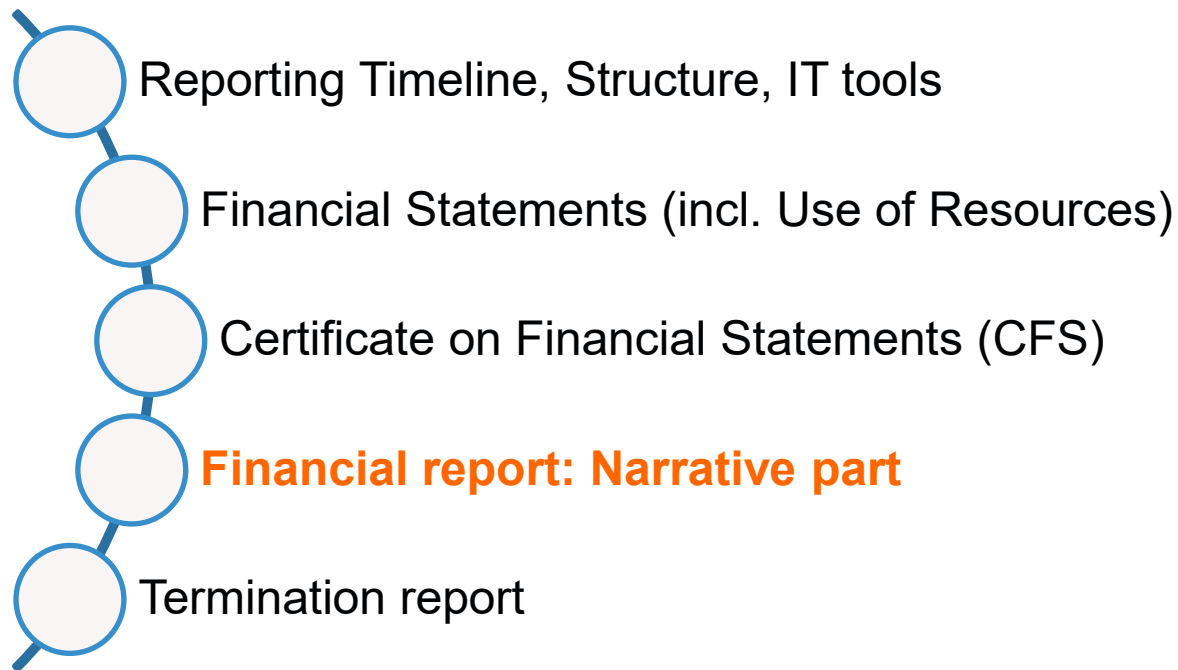 Reporting Timeline, Structure, IT tools
Financial Statements (incl. Use of Resources)
Certificate on Financial Statements (CFS)
Financial report: Narrative part
Termination report